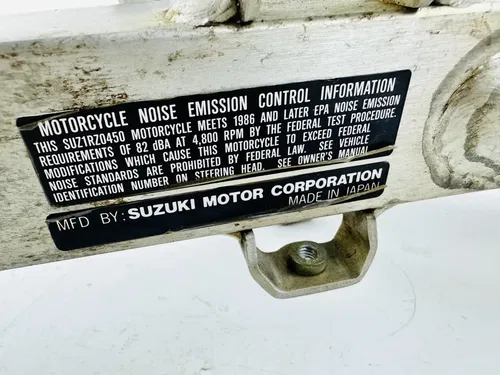 MOTORCYCLE NOISE EMISSION CONTROL INFORMATION
THIS SUZ1RZ0450 MOTORCYCLE MEETS 1986 AND LATER EPA NOISE EMISSION
REQUIREMENTS OF 82 dBA AT 4,800 RPM BY THE FEDERAL TEST PROCEDURE.
MODIFICATIONS WHICH CAUSE THIS MOTORCYCLE TO EXCEED FEDERAL
NOISE STANDARDS ARE PROHIBITED BY FEDERAL LAW. SEE VEHICLE
IDENTIFICATION NUMBER ON STEERING HEAD. SEE OWNER'S MANUAL.
MFD BY: SUZUKI MOTOR CORPORATION
MADE IN JAPAN